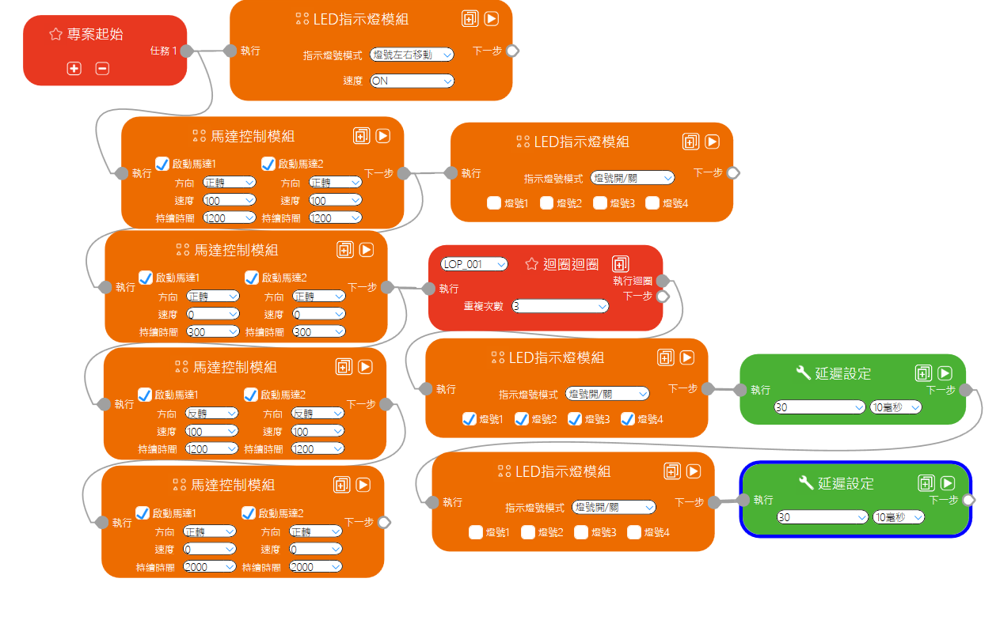 專案起始
任務 1
LED指示燈模組
執行
下一步
指示燈號模式 燈號左右移動
速度 ON
馬達控制模組
啟動馬達1 啟動馬達2
執行
下一步
方向 正轉 方向 正轉
速度 100 速度 100
持續時間 1200 持續時間 1200
LED指示燈模組
執行
下一步
指示燈號模式 燈號開/關
燈號1 燈號2 燈號3 燈號4
馬達控制模組
啟動馬達1 啟動馬達2
執行
下一步
方向 正轉 方向 正轉
速度 0 速度 0
持續時間 300 持續時間 300
LOP_001 迴圈迴圈
執行迴圈
執行
下一步
重複次數 3
馬達控制模組
啟動馬達1 啟動馬達2
執行
下一步
方向 反轉 方向 反轉
速度 100 速度 100
持續時間 1200 持續時間 1200
LED指示燈模組
執行
下一步
指示燈號模式 燈號開/關
燈號1 燈號2 燈號3 燈號4
延遲設定
執行
下一步
30 10毫秒
馬達控制模組
啟動馬達1 啟動馬達2
執行
下一步
方向 正轉 方向 正轉
速度 0 速度 0
持續時間 2000 持續時間 2000
LED指示燈模組
執行
下一步
指示燈號模式 燈號開/關
燈號1 燈號2 燈號3 燈號4
延遲設定
執行
下一步
30 10毫秒